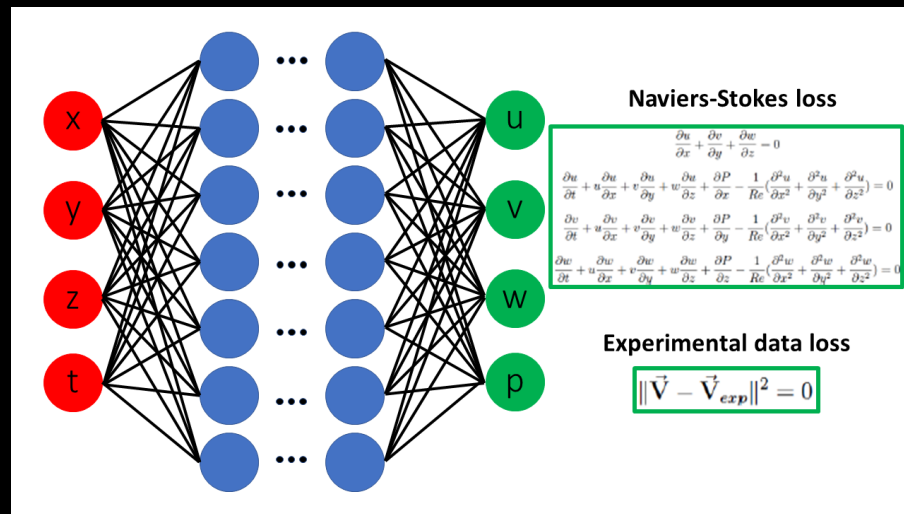 x
y
z
t
...
...
...
...
...
...
...
u
v
w
p
Naviers-Stokes loss
∂u/∂x + ∂v/∂y + ∂w/∂z = 0
∂u/∂t + u ∂u/∂x + v ∂u/∂y + w ∂u/∂z + ∂P/∂x − 1/Re (∂²u/∂x² + ∂²u/∂y² + ∂²u/∂z²) = 0
∂v/∂t + u ∂v/∂x + v ∂v/∂y + w ∂v/∂z + ∂P/∂y − 1/Re (∂²v/∂x² + ∂²v/∂y² + ∂²v/∂z²) = 0
∂w/∂t + u ∂w/∂x + v ∂w/∂y + w ∂w/∂z + ∂P/∂z − 1/Re (∂²w/∂x² + ∂²w/∂y² + ∂²w/∂z²) = 0
Experimental data loss
‖V⃗ − V⃗exp‖² = 0